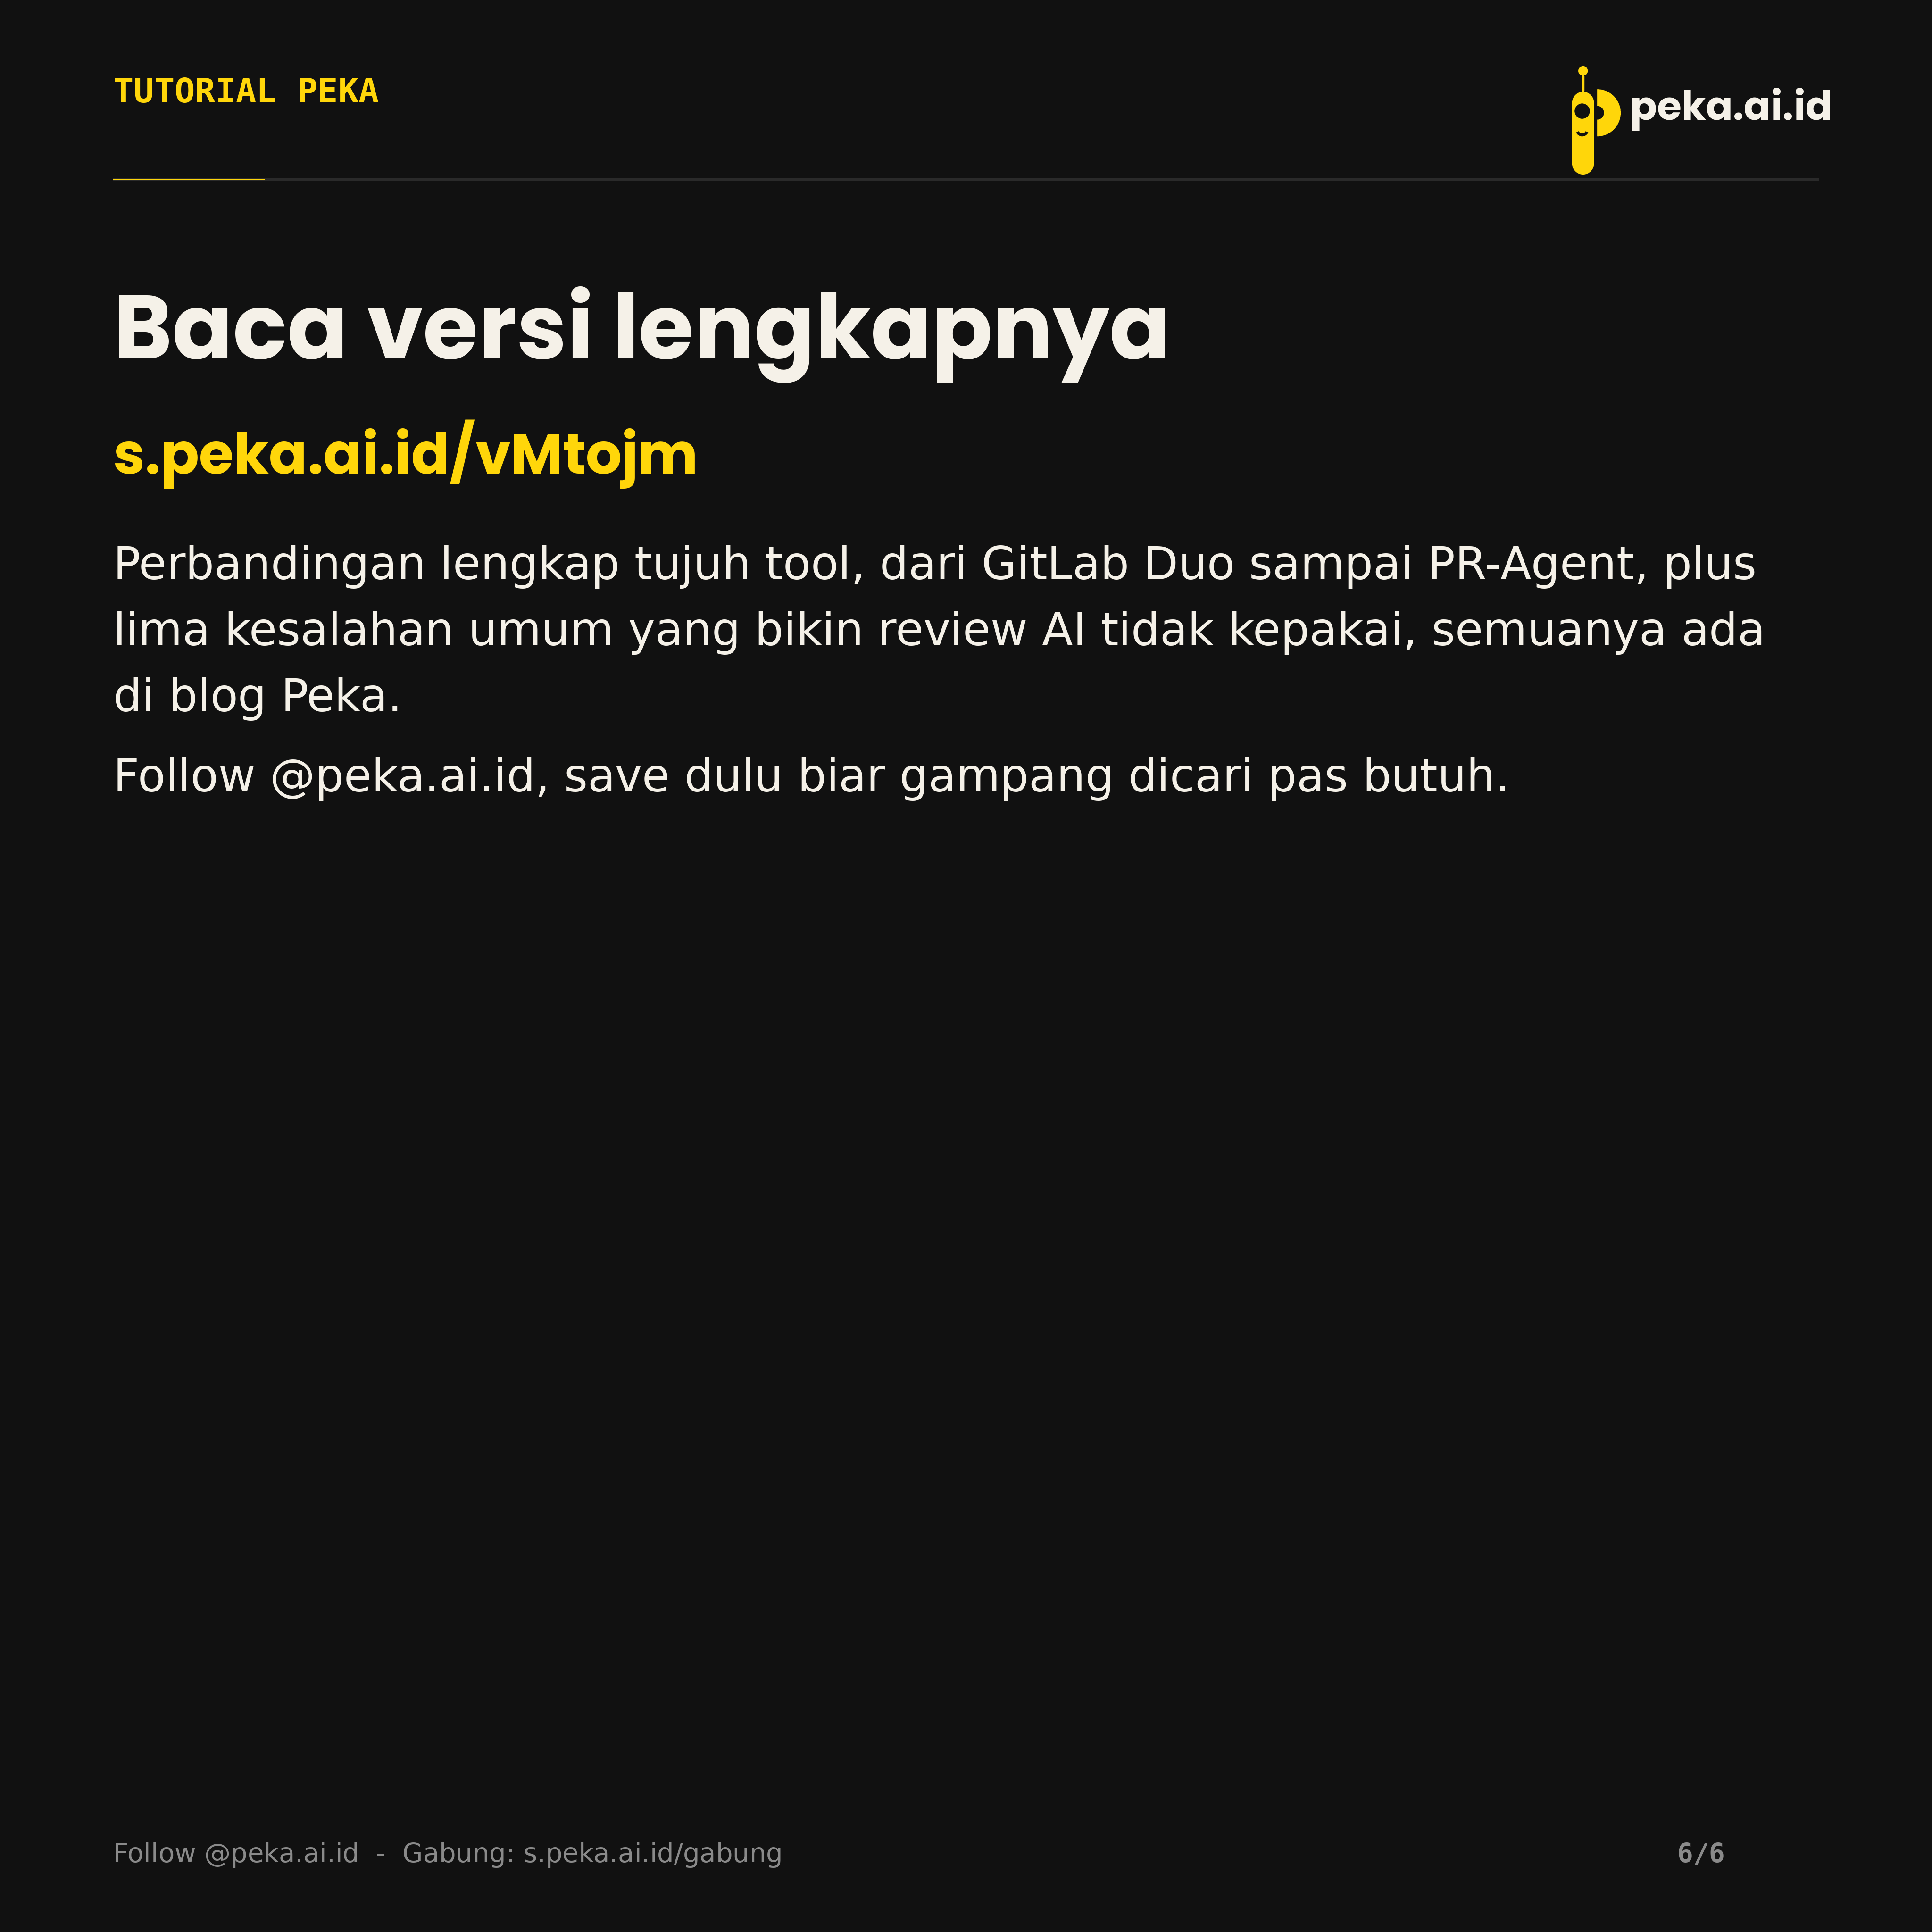 TUTORIAL PEKA
peka.ai.id
Baca versi lengkapnya
s.peka.ai.id/vMtojm
Perbandingan lengkap tujuh tool, dari GitLab Duo sampai PR-Agent, plus
lima kesalahan umum yang bikin review AI tidak kepakai, semuanya ada
di blog Peka.
Follow @peka.ai.id, save dulu biar gampang dicari pas butuh.
Follow @peka.ai.id - Gabung: s.peka.ai.id/gabung
6/6